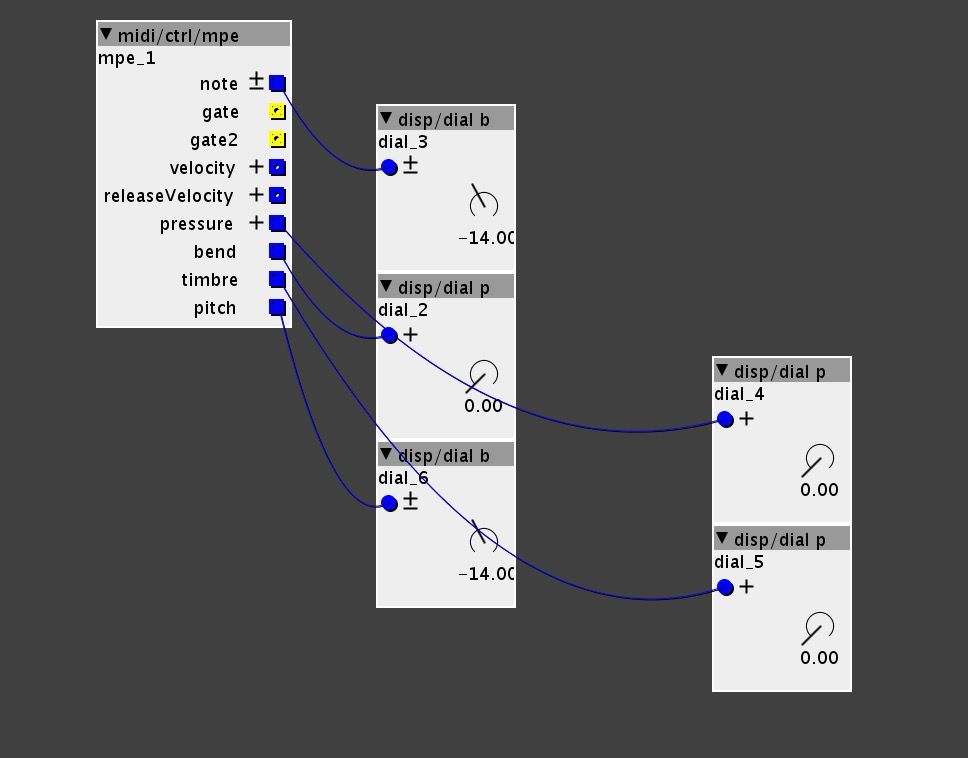 midi/ctrl/mpe
mpe_1
note ±
gate
gate2
velocity +
releaseVelocity +
pressure +
bend
timbre
pitch
disp/dial b
dial_3
±
-14.00
disp/dial p
dial_2
+
0.00
disp/dial b
dial_6
±
-14.00
disp/dial p
dial_4
+
0.00
disp/dial p
dial_5
+
0.00